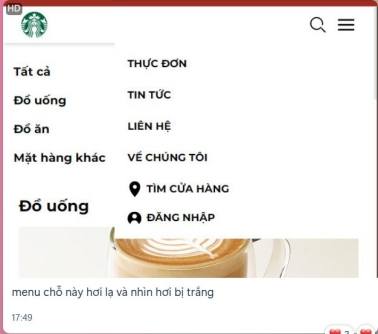 HD
THỰC ĐƠN
Tất cả
TIN TỨC
Đồ uống
LIÊN HỆ
Đồ ăn
VỀ CHÚNG TÔI
Mặt hàng khác
TÌM CỬA HÀNG
Đồ uống
ĐĂNG NHẬP
menu chỗ này hơi lạ và nhìn hơi bị trắng
17:49
2